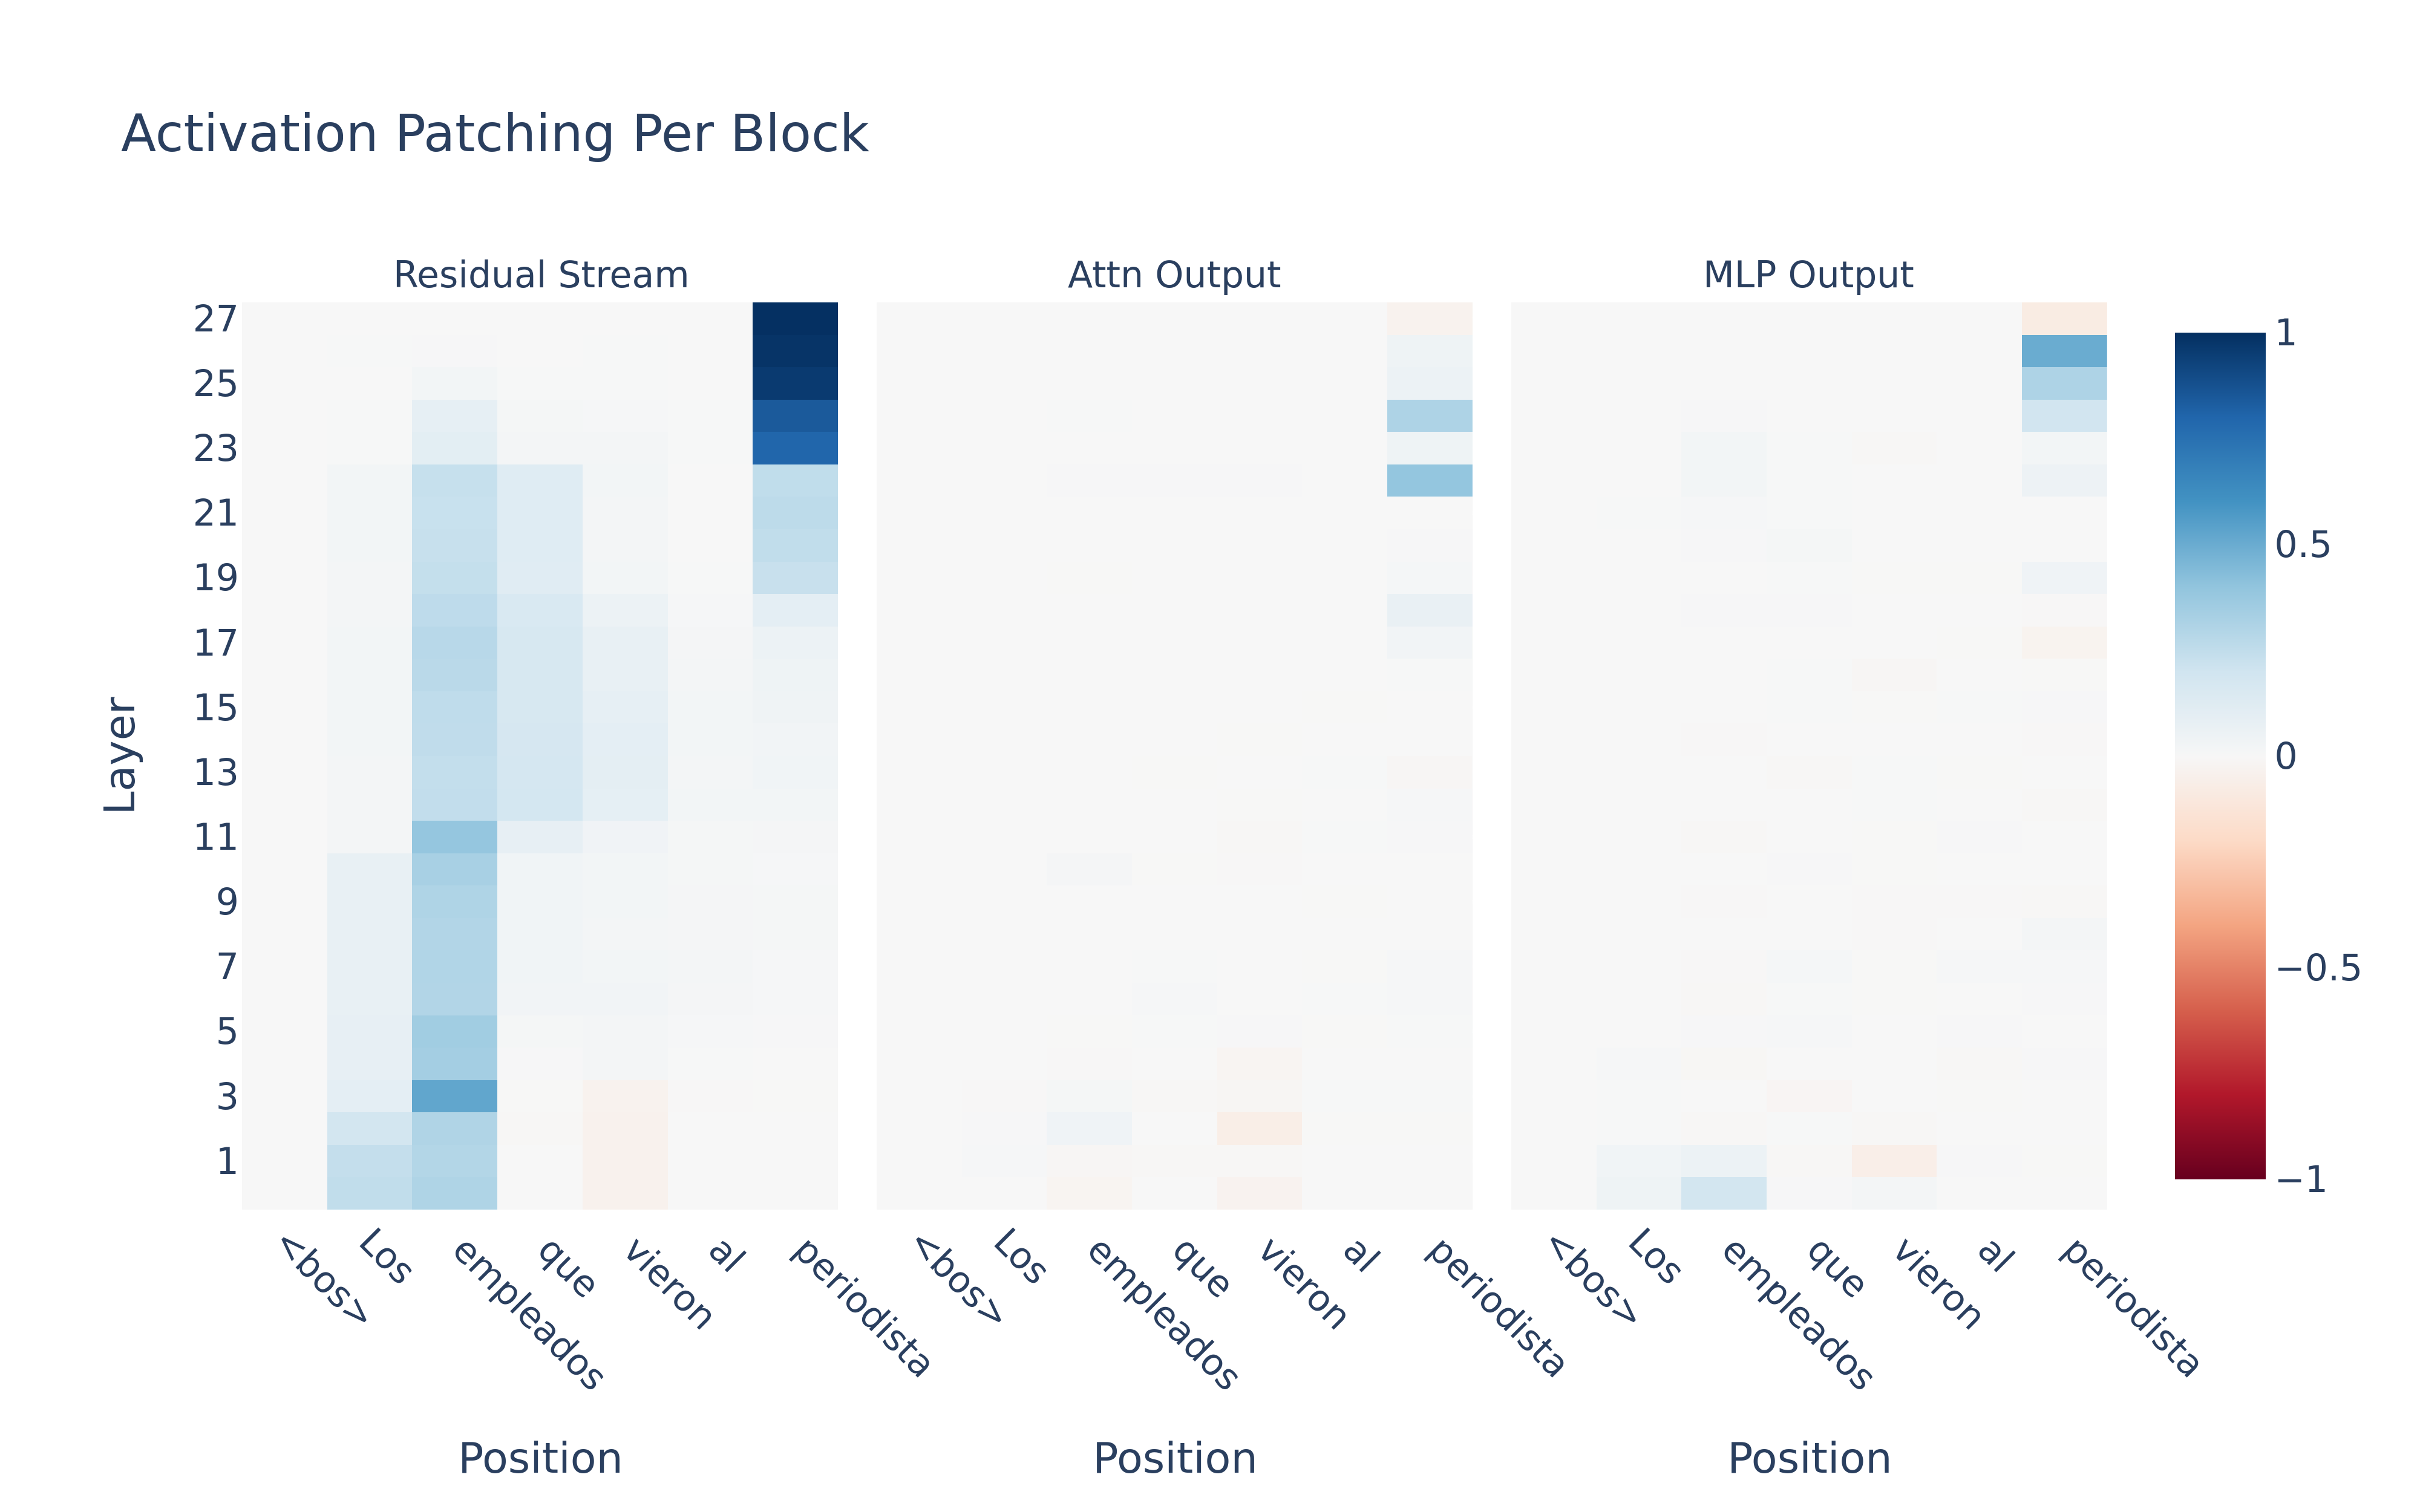 Activation Patching Per Block
Residual Stream
Attn Output
MLP Output
Layer
27
25
23
21
19
17
15
13
11
9
7
5
3
1
<bos>
Los
empleados
que
vieron
al
periodista
<bos>
Los
empleados
que
vieron
al
periodista
<bos>
Los
empleados
que
vieron
al
periodista
Position
Position
Position
1
0.5
0
−0.5
−1